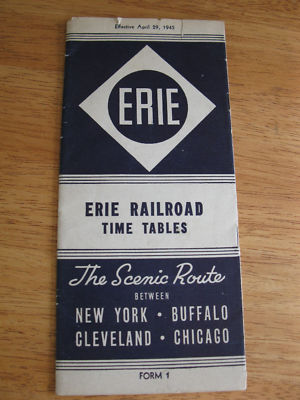 Effective April 29, 1945
ERIE
ERIE RAILROAD
TIME TABLES
The Scenic Route
BETWEEN
NEW YORK • BUFFALO
CLEVELAND • CHICAGO
FORM 1